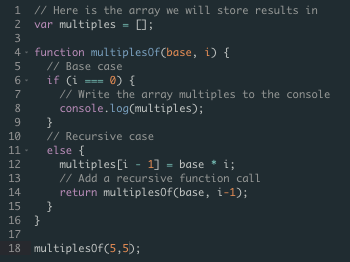 1 // Here is the array we will store results in
2 var multiples = [];
3
4 function multiplesOf(base, i) {
5 // Base case
6 if (i === 0) {
7 // Write the array multiples to the console
8 console.log(multiples);
9 }
10 // Recursive case
11 else {
12 multiples[i - 1] = base * i;
13 // Add a recursive function call
14 return multiplesOf(base, i-1);
15 }
16 }
17
18 multiplesOf(5,5);